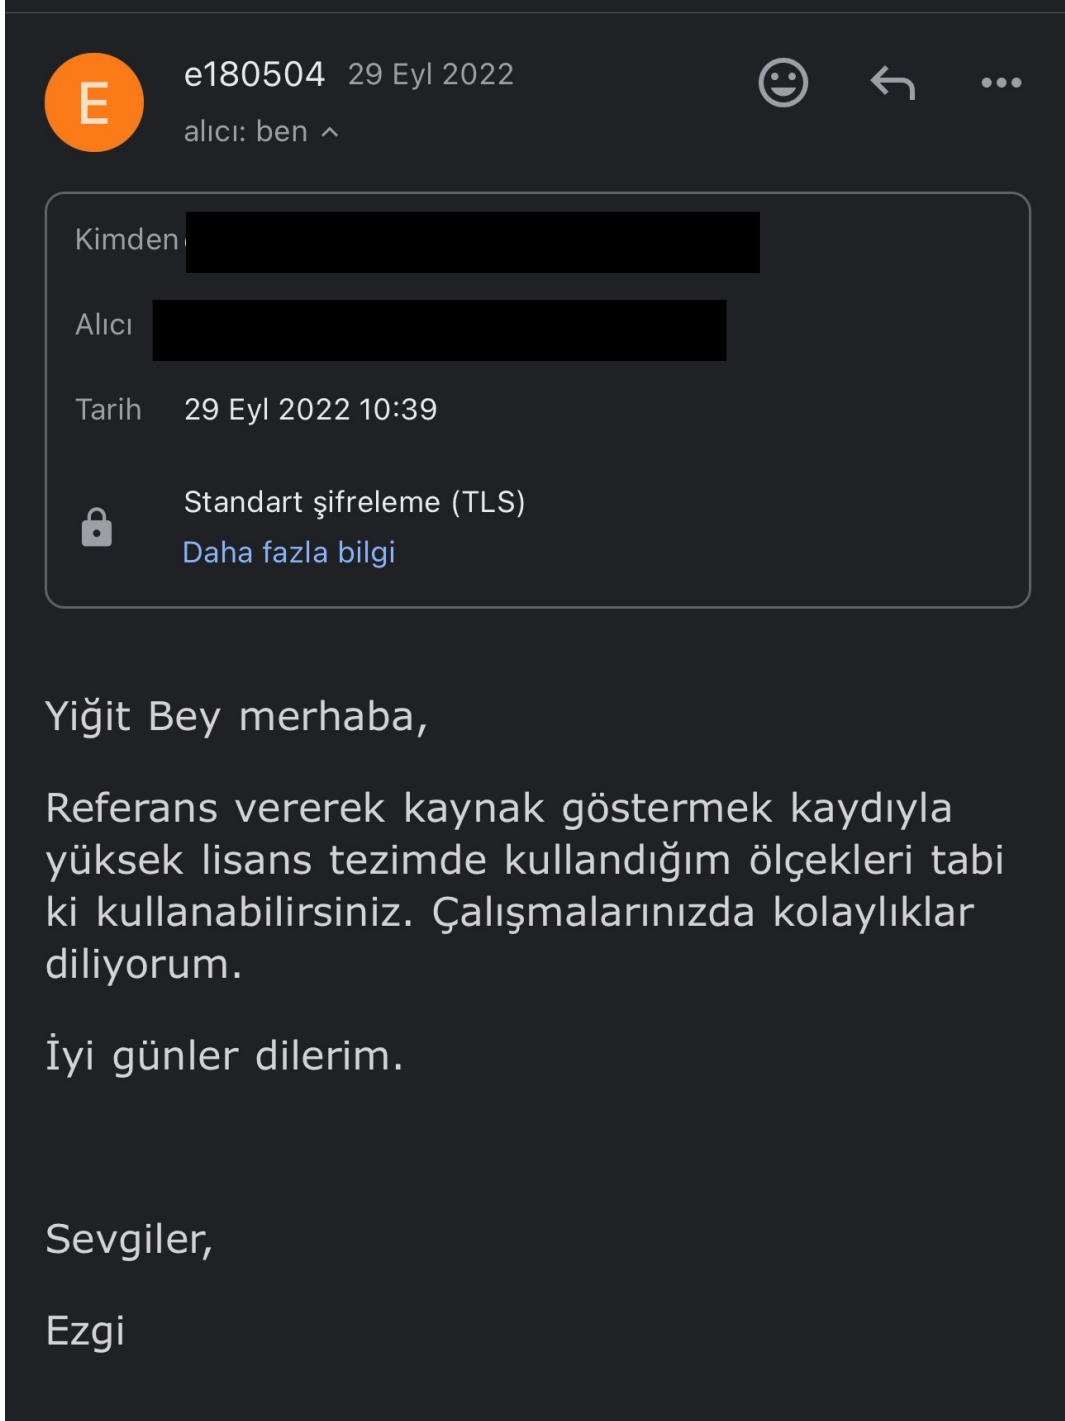 E
e180504 29 Eyl 2022
alıcı: ben
Kimden
Alıcı
Tarih 29 Eyl 2022 10:39
Standart şifreleme (TLS)
Daha fazla bilgi
Yiğit Bey merhaba,
Referans vererek kaynak göstermek kaydıyla
yüksek lisans tezimde kullandığım ölçekleri tabi
ki kullanabilirsiniz. Çalışmalarınızda kolaylıklar
diliyorum.
İyi günler dilerim.
Sevgiler,
Ezgi